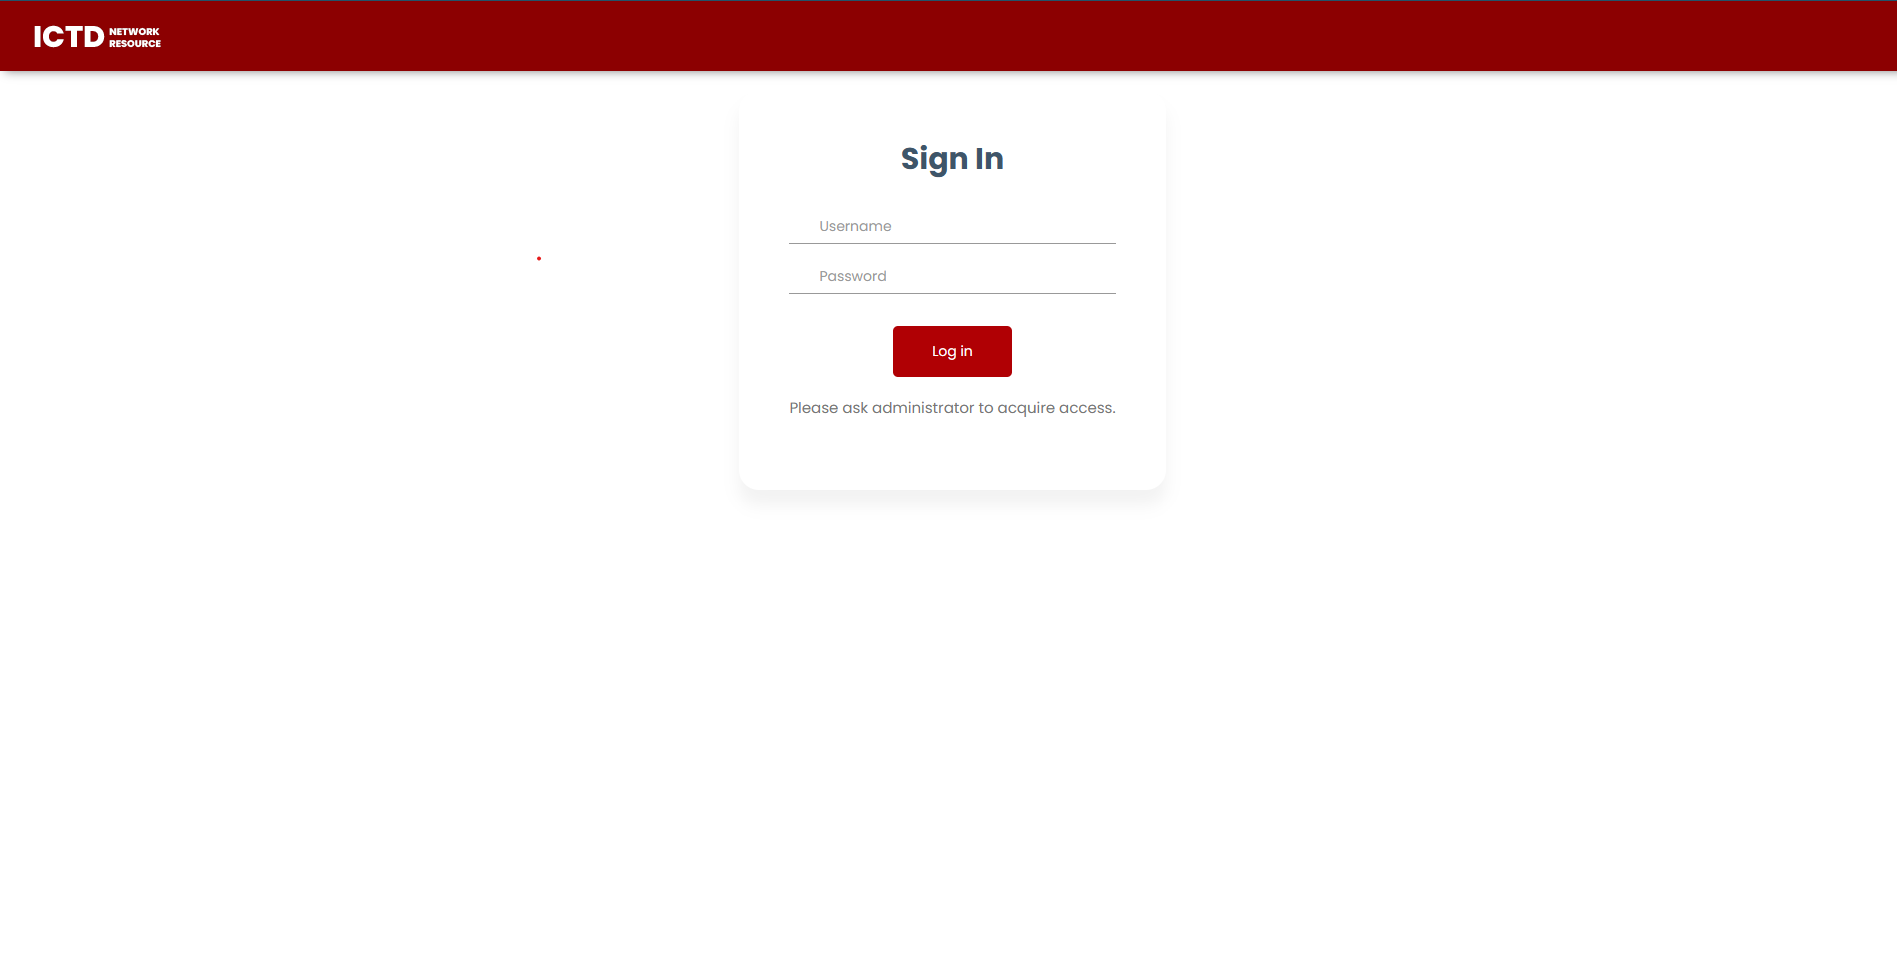 ICTD NETWORK RESOURCE
Sign In
Username
Password
Log in
Please ask administrator to acquire access.